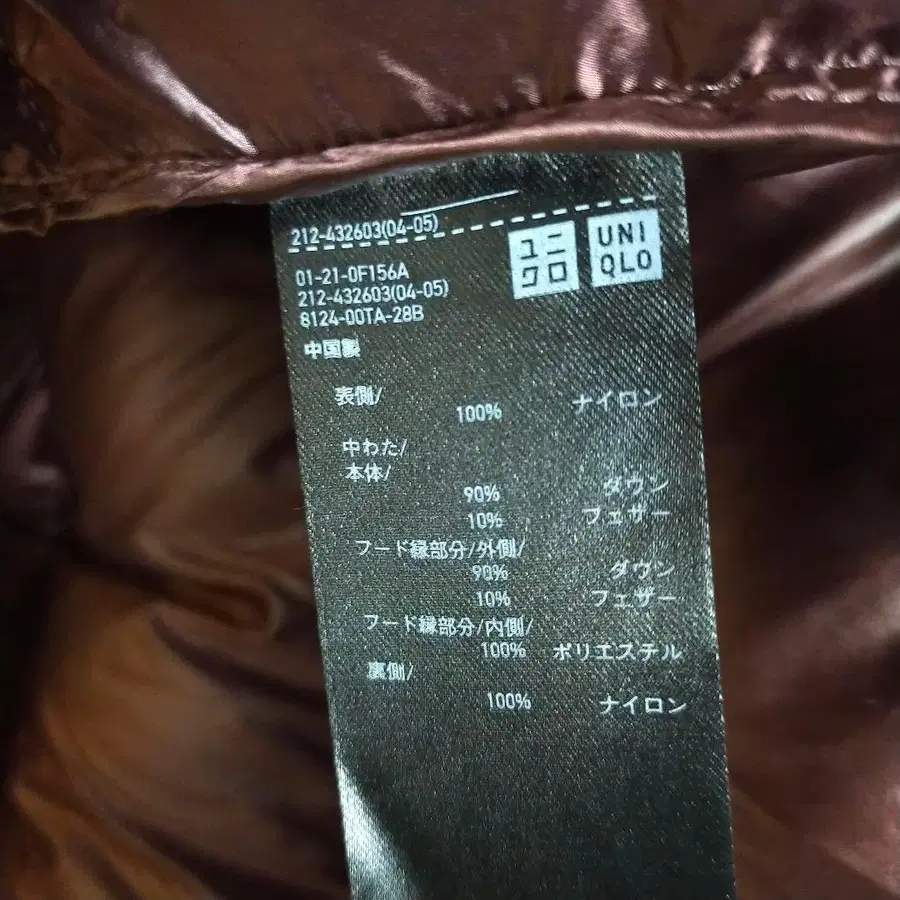 212-432603(04-05)
ユニ
クロ
UNI
QLO
01-21-0F156A
212-432603(04-05)
8124-00TA-28B
中国製
表側/
100% ナイロン
中わた/
本体/
90% ダウン
10% フェザー
フード縁部分/外側/
90% ダウン
10% フェザー
フード縁部分/内側/
100% ポリエステル
裏側/
100% ナイロン